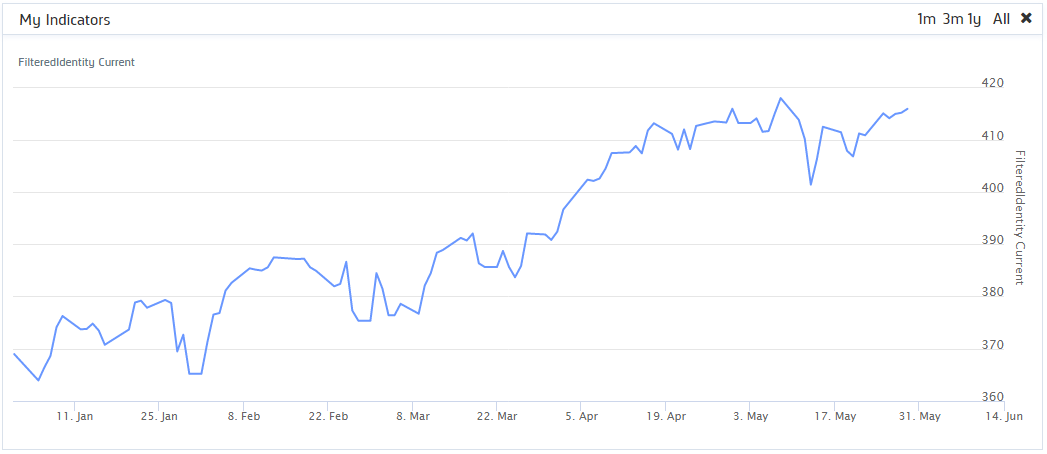 My Indicators 1m 3m 1y All ✖
FilteredIdentity Current
420
410
400
390
380
370
360
FilteredIdentity Current
11. Jan 25. Jan 8. Feb 22. Feb 8. Mar 22. Mar 5. Apr 19. Apr 3. May 17. May 31. May 14. Jun